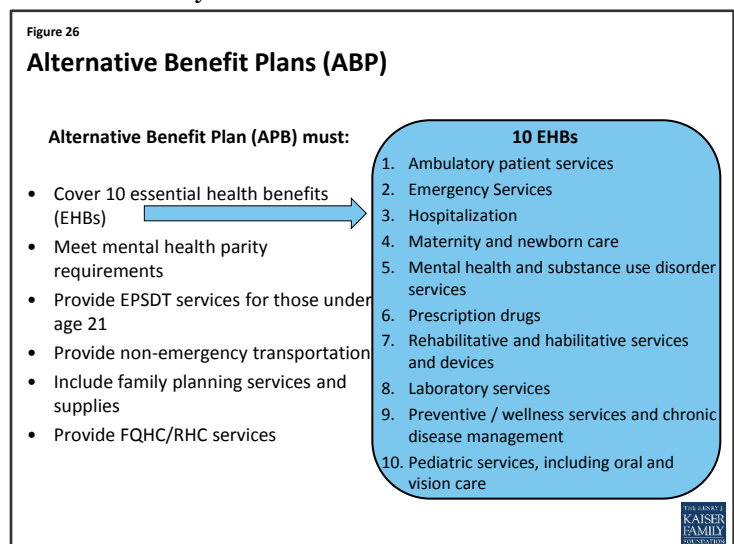 Figure 26
Alternative Benefit Plans (ABP)
Alternative Benefit Plan (APB) must:
• Cover 10 essential health benefits
(EHBs)
• Meet mental health parity
requirements
• Provide EPSDT services for those under
age 21
• Provide non-emergency transportation
• Include family planning services and
supplies
• Provide FQHC/RHC services
10 EHBs
1. Ambulatory patient services
2. Emergency Services
3. Hospitalization
4. Maternity and newborn care
5. Mental health and substance use disorder
services
6. Prescription drugs
7. Rehabilitative and habilitative services
and devices
8. Laboratory services
9. Preventive / wellness services and chronic
disease management
10. Pediatric services, including oral and
vision care
THE HENRY J.
KAISER
FAMILY
FOUNDATION